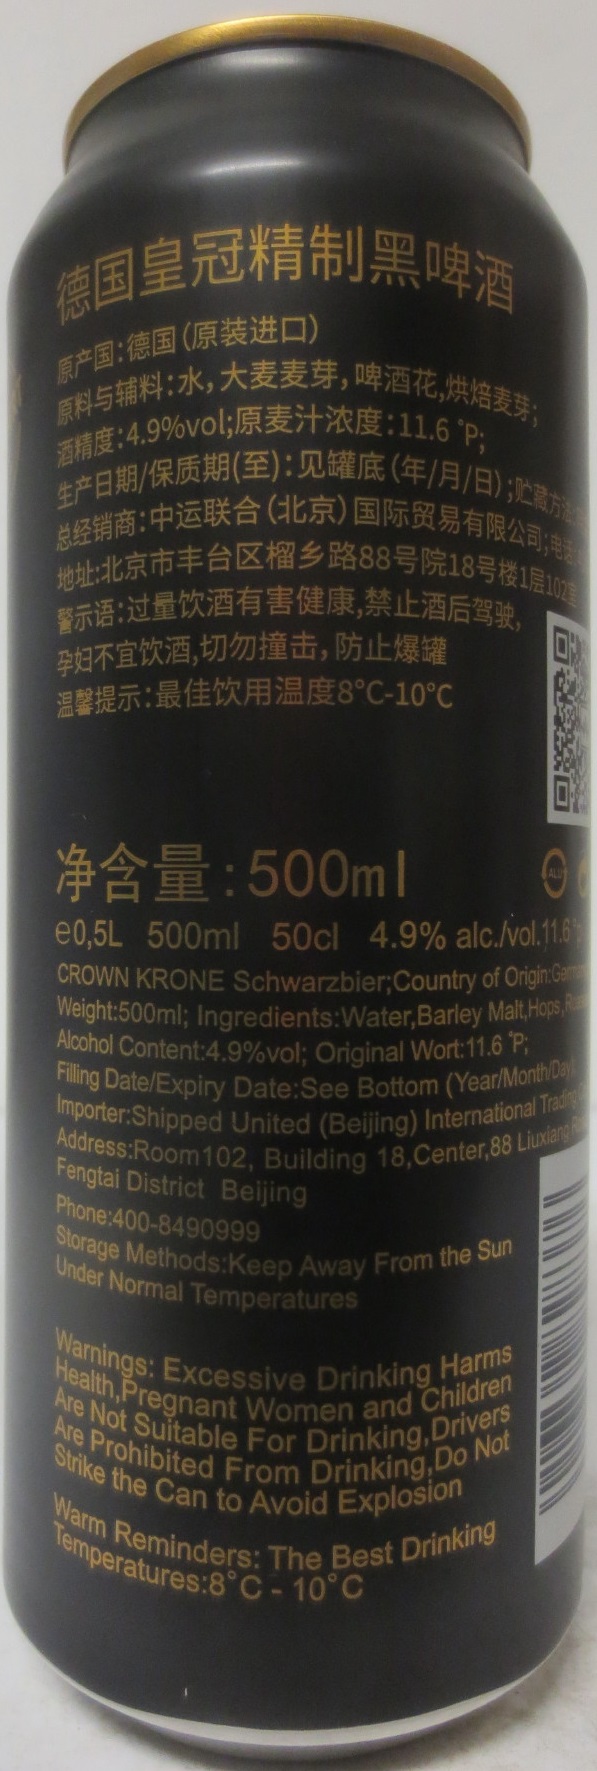 德国皇冠精制黑啤酒
原产国:德国(原装进口)
原料与辅料:水,大麦麦芽,啤酒花,烘焙麦芽;
酒精度:4.9%vol;原麦汁浓度:11.6 °P;
生产日期/保质期(至):见罐底(年/月/日);贮藏方法:
总经销商:中运联合(北京)国际贸易有限公司;电话:
地址:北京市丰台区榴乡路88号院18号楼1层102室
警示语:过量饮酒有害健康,禁止酒后驾驶,
孕妇不宜饮酒,切勿撞击,防止爆罐
温馨提示:最佳饮用温度8°C-10°C
净含量:500ml
ALU
e0,5L 500ml 50cl 4.9% alc./vol.11.6°p
CROWN KRONE Schwarzbier;Country of Origin:Germany
Weight:500ml; Ingredients:Water,Barley Malt,Hops,
Alcohol Content:4.9%vol; Original Wort:11.6 °P;
Filling Date/Expiry Date:See Bottom (Year/Month/Day)
Importer:Shipped United (Beijing) International Trading
Address:Room102, Building 18,Center,88 Liuxiang
Fengtai District Beijing
Phone:400-8490999
Storage Methods:Keep Away From the Sun
Under Normal Temperatures
Warnings: Excessive Drinking Harms
Health,Pregnant Women and Children
Are Not Suitable For Drinking,Drivers
Are Prohibited From Drinking,Do Not
Strike the Can to Avoid Explosion
Warm Reminders: The Best Drinking
Temperatures:8°C - 10°C